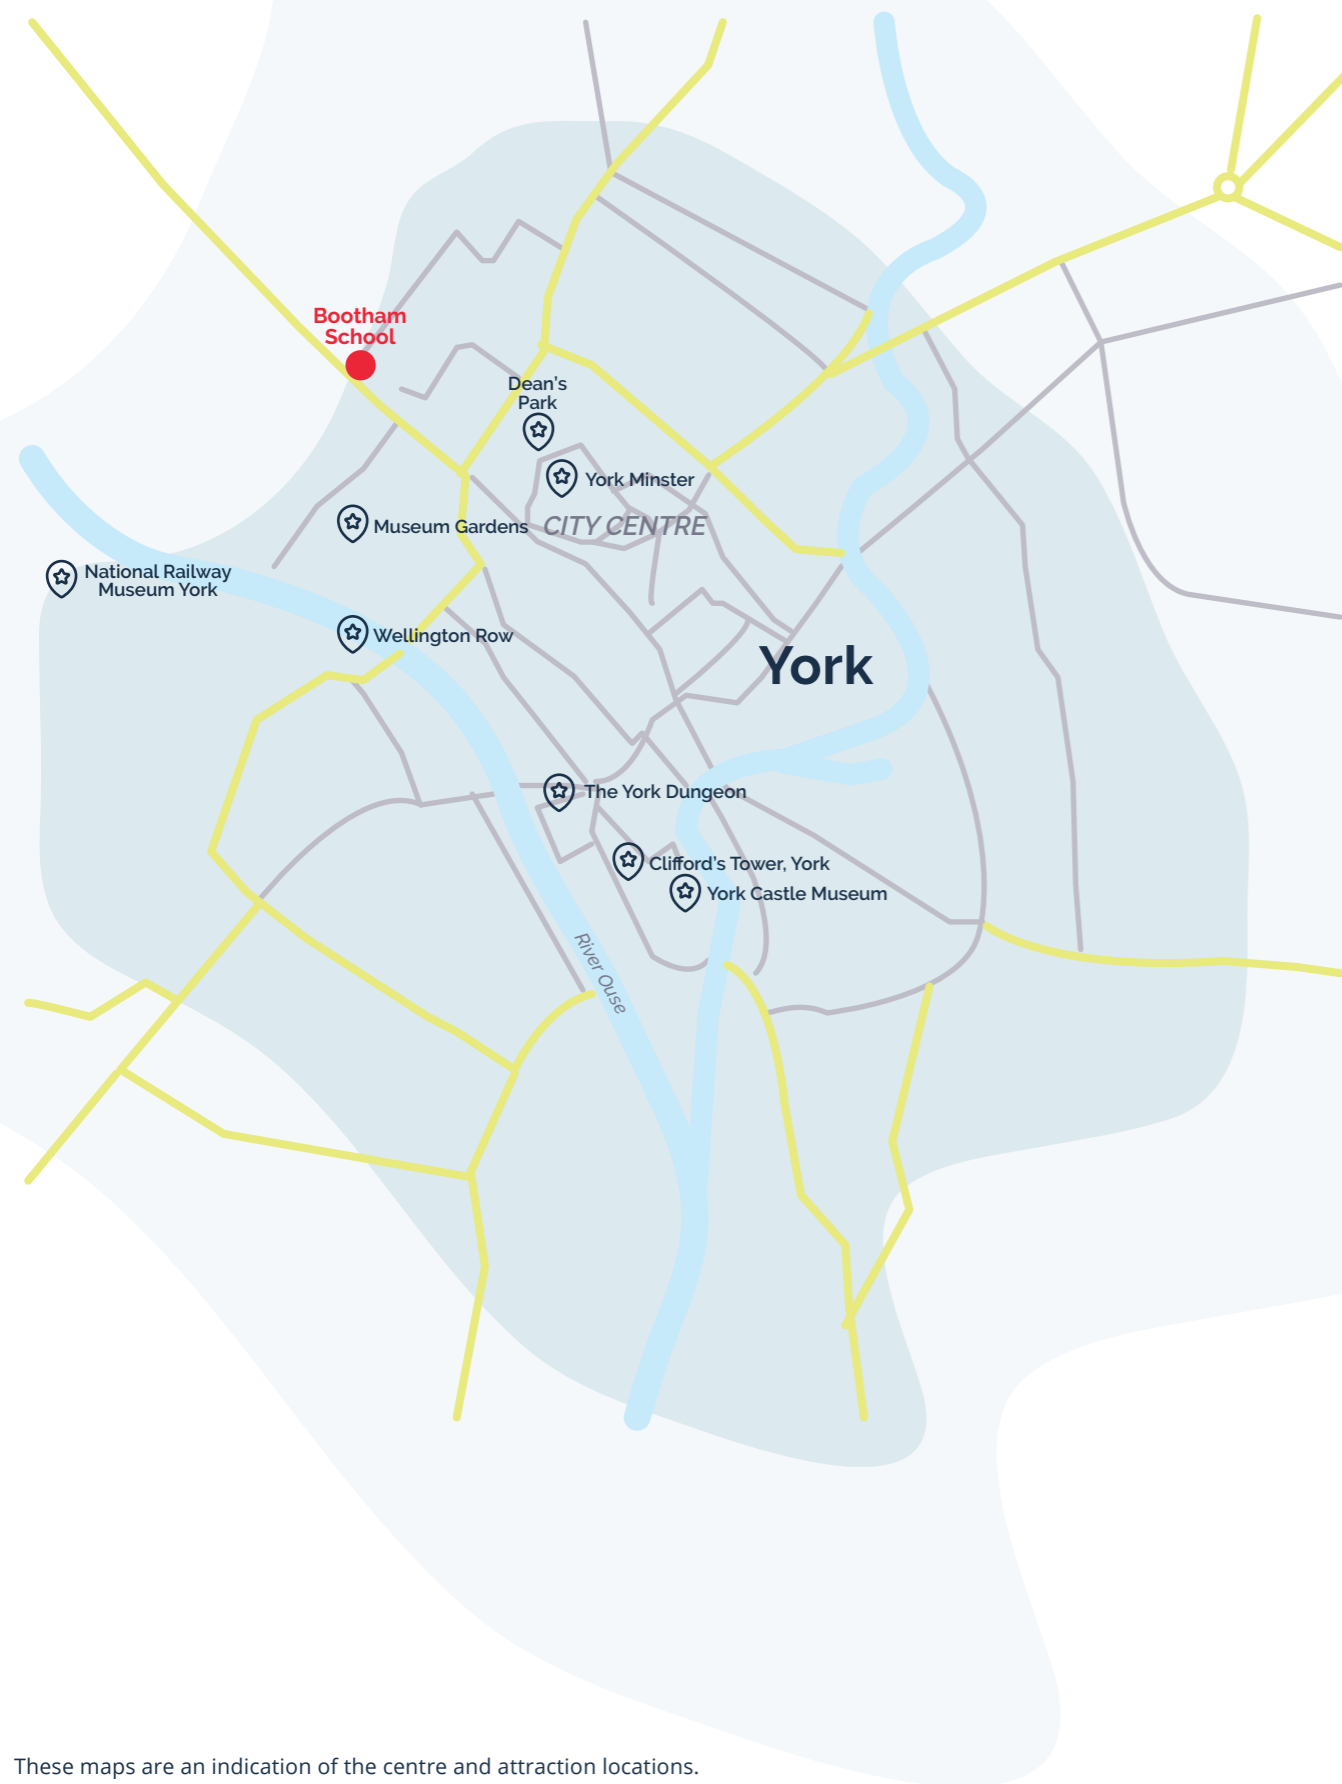 Bootham
School
Dean’s
Park
York Minster
Museum Gardens
CITY CENTRE
National Railway
Museum York
Wellington Row
York
The York Dungeon
Clifford’s Tower, York
York Castle Museum
River Ouse
These maps are an indication of the centre and attraction locations.